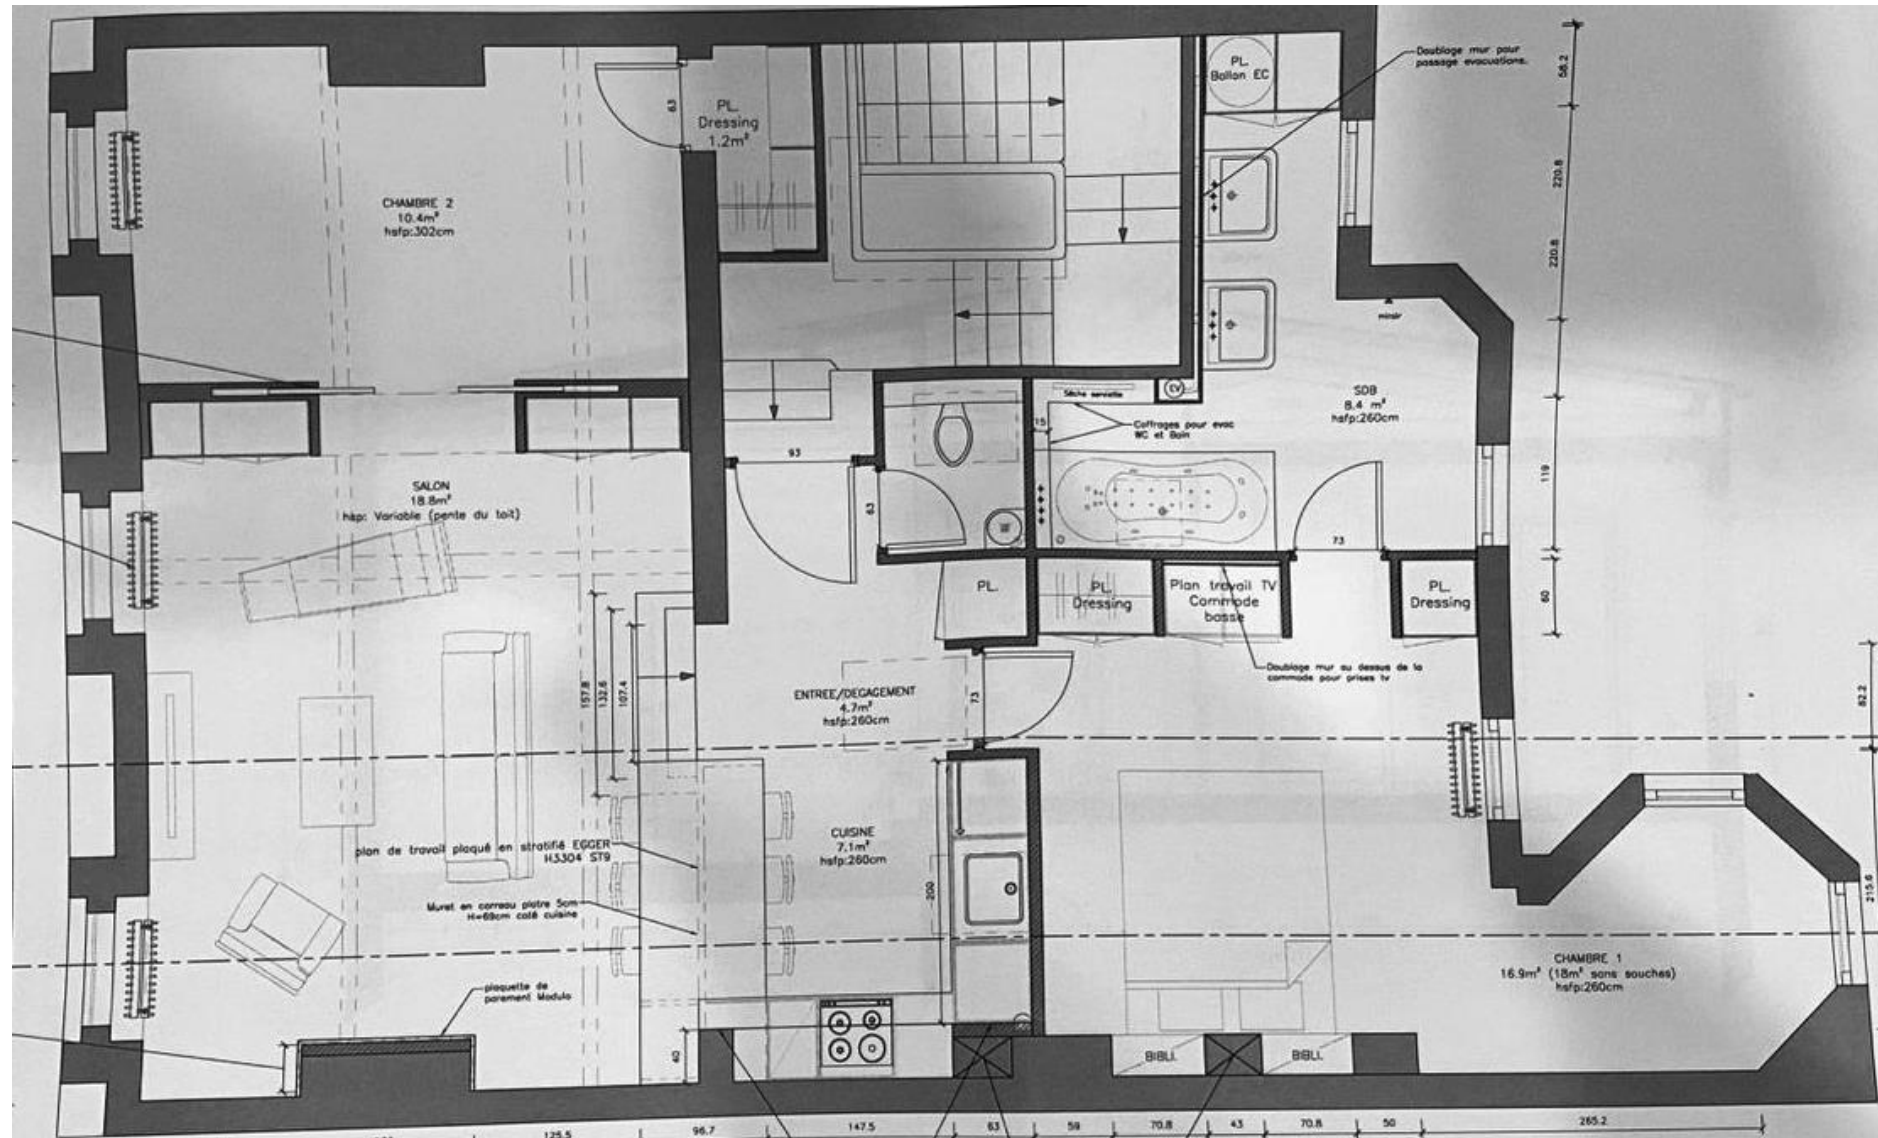 Doublage mur pour
passage evacuations.
PL.
Ballon EC
58.2
63
PL.
Dressing
1.2m²
220.8
CHAMBRE 2
10.4m²
hsfp:302cm
220.8
miroir
Sèche serviette
EV
SDB
8.4 m²
hsfp:260cm
15
Coffrages pour evac
WC et Bain
93
SALON
18.8m²
hsp: Variable (pente du toit)
63
119
73
PL.
PL.
Dressing
Plan travail TV
Commode
basse
PL.
Dressing
60
Doublage mur au dessus de la
commode pour prises tv
157.8
132.6
107.4
ENTREE/DEGAGEMENT
4.7m²
hsfp:260cm
73
82.2
plan de travail plaqué en stratifié EGGER
H3304 ST9
CUISINE
7.1m²
hsfp:260cm
200
215.6
Muret en carreau platre 5cm
H=69cm coté cuisine
CHAMBRE 1
16.9m² (18m² sans souches)
hsfp:260cm
plaquette de
parement Modulo
40
BIBLI.
BIBLI.
125.5
96.7
147.5
63
59
70.8
43
70.8
50
265.2